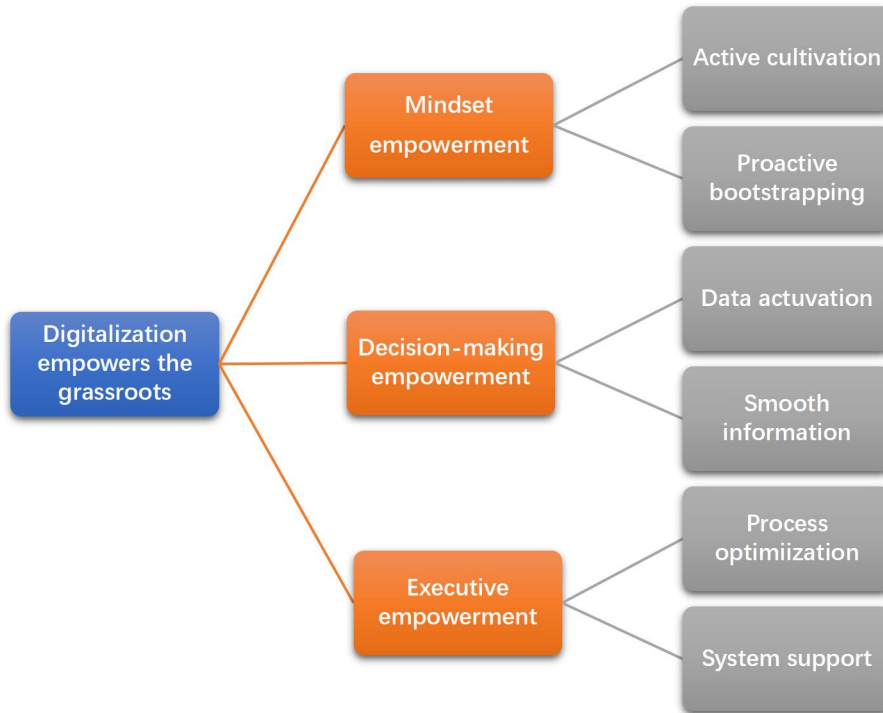 Active cultivation
Mindset
empowerment
Proactive
bootstrapping
Data actuvation
Digitalization
empowers the
grassroots
Decision-making
empowerment
Smooth
information
Process
optimiization
Executive
empowerment
System support